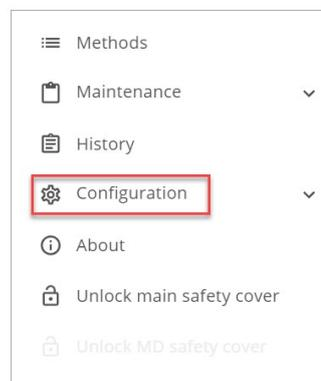 Methods
Maintenance
History
Configuration
About
Unlock main safety cover
Unlock MD safety cover